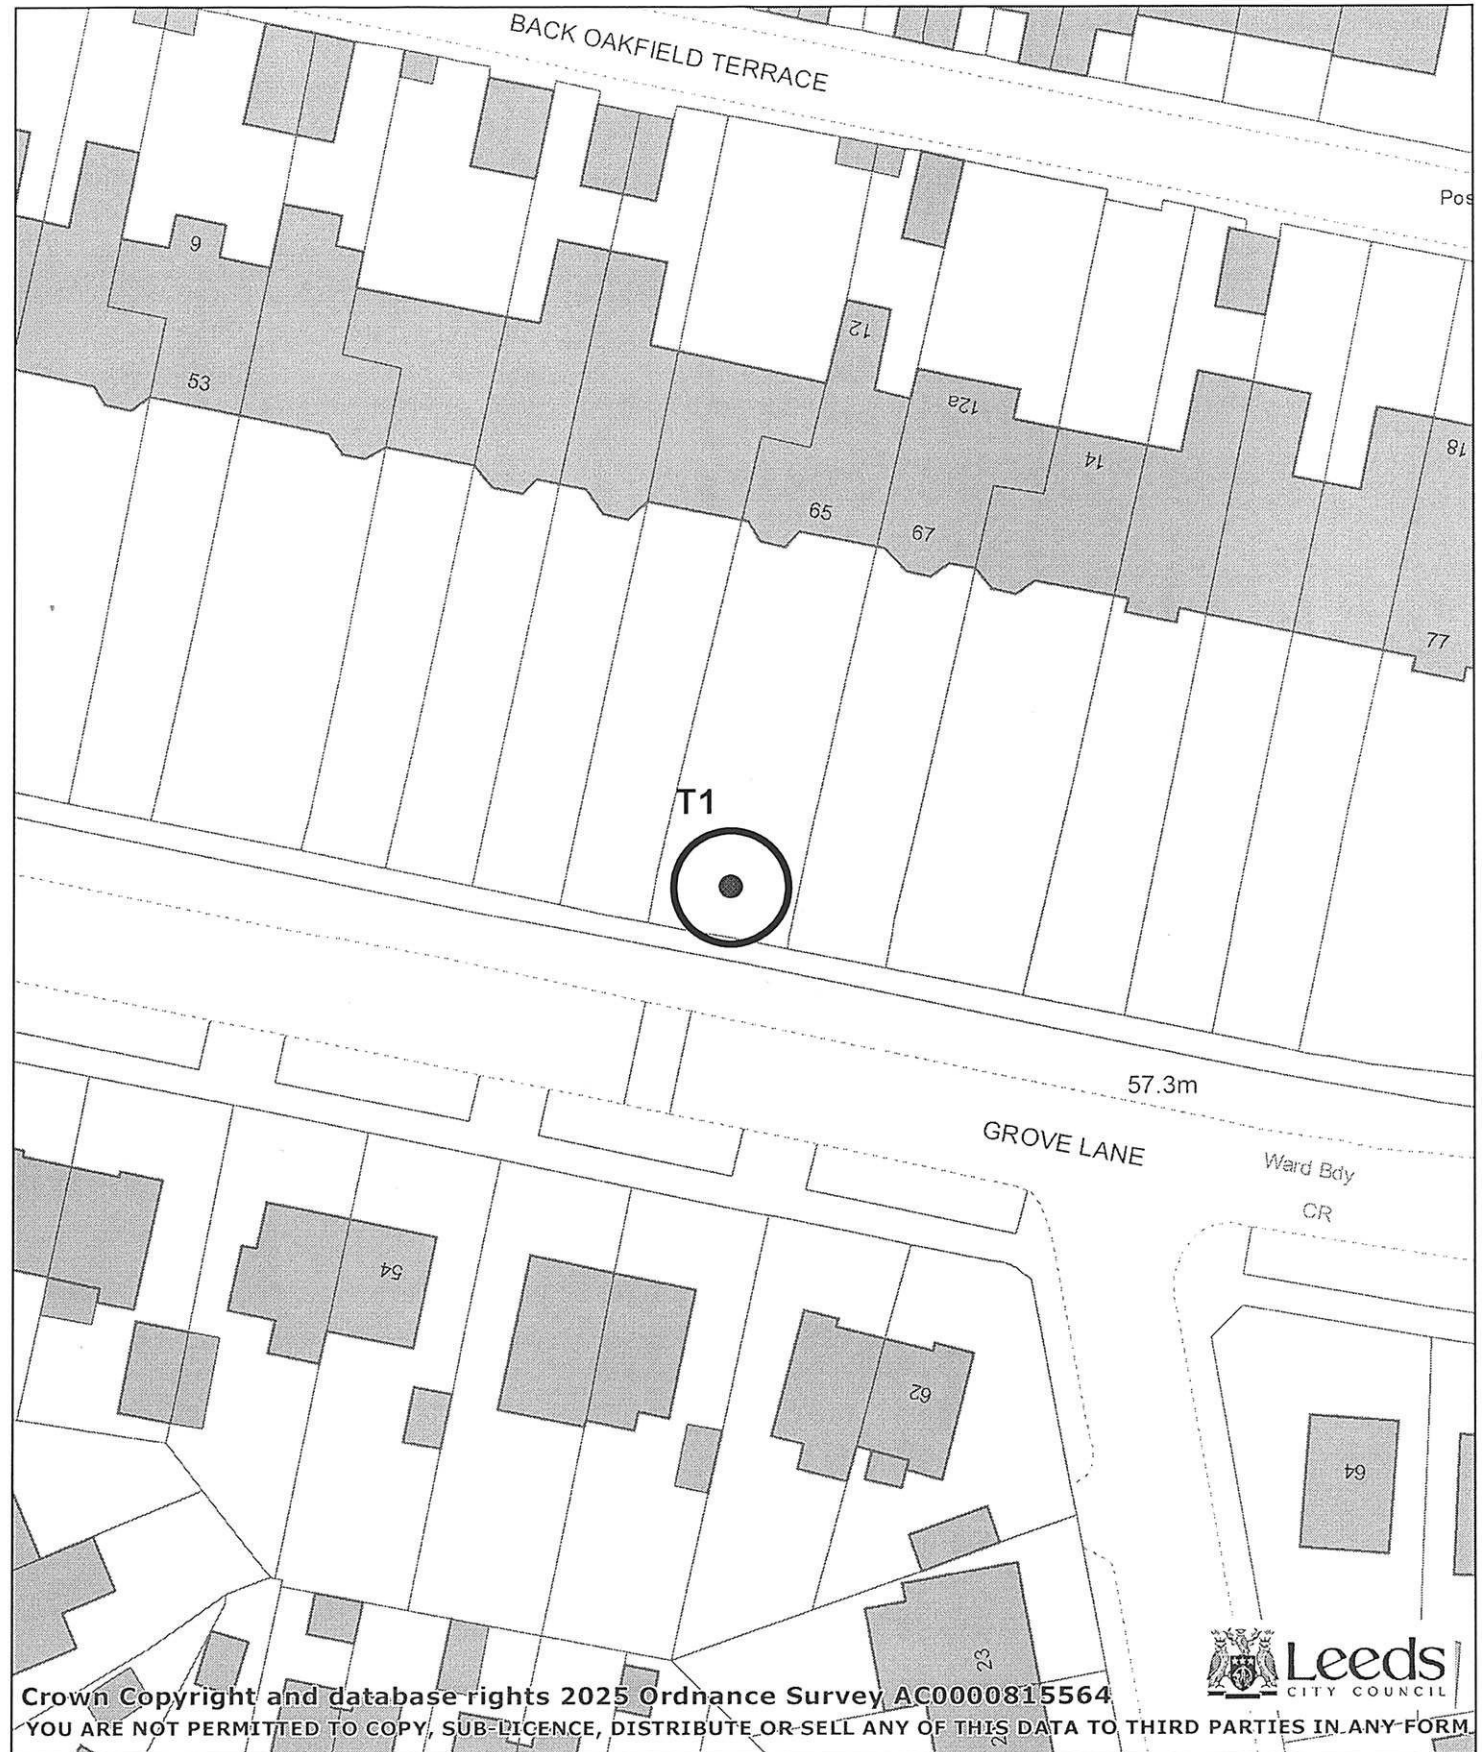 BACK OAKFIELD TERRACE
Pos
9
12
53
12a
14
18
65
67
77
T1
57.3m
GROVE LANE
Ward Bdy
CR
54
62
64
23
Leeds
CITY COUNCIL
Crown Copyright and database rights 2025 Ordnance Survey AC0000815564
YOU ARE NOT PERMITTED TO COPY, SUB-LICENCE, DISTRIBUTE OR SELL ANY OF THIS DATA TO THIRD PARTIES IN ANY FORM